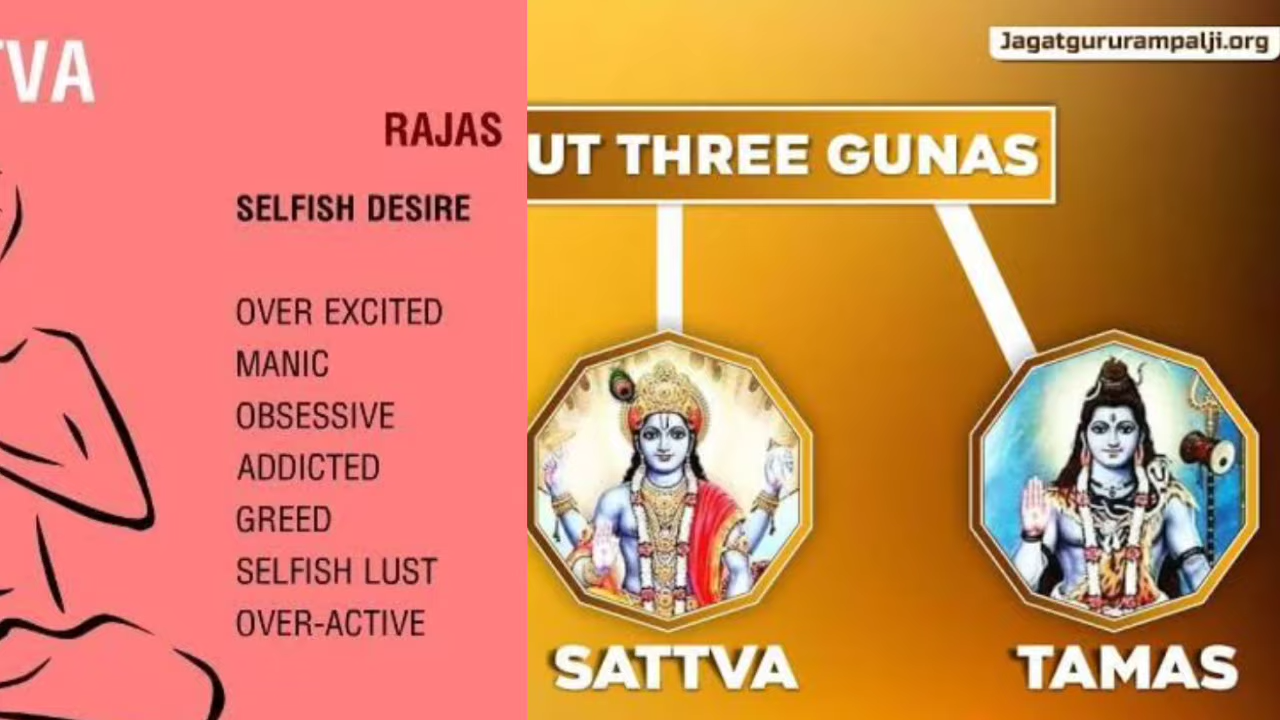 TVA
RAJAS
SELFISH DESIRE
OVER EXCITED
MANIC
OBSESSIVE
ADDICTED
GREED
SELFISH LUST
OVER-ACTIVE
Jagatgururampalji.org
UT THREE GUNAS
SATTVA
TAMAS